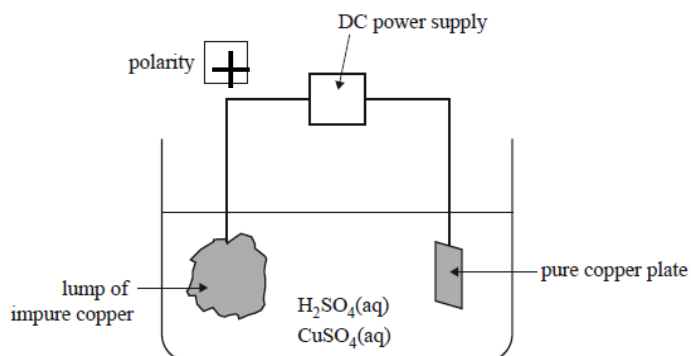 DC power supply
polarity
+
lump of
impure copper
pure copper plate
H₂SO₄(aq)
CuSO₄(aq)